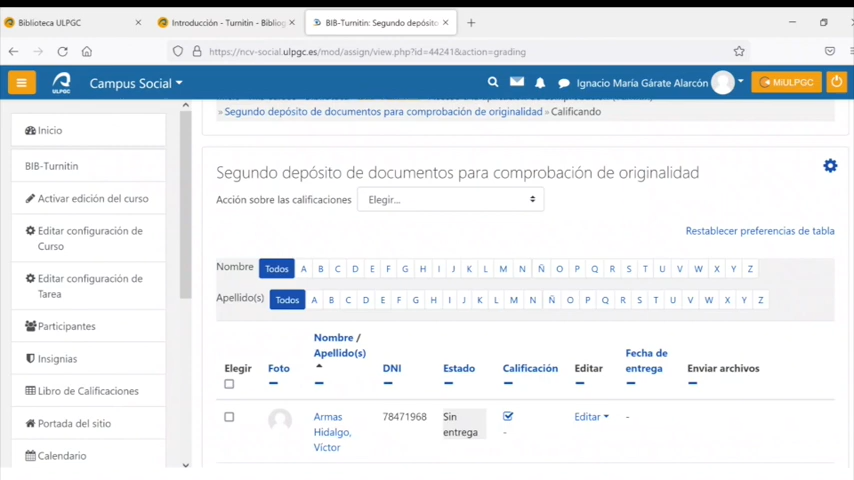 Biblioteca ULPGC
Introducción - Turnitin - Bibliog
BIB-Turnitin: Segundo depósito
https://ncv-social.ulpgc.es/mod/assign/view.php?id=44241&action=grading
ULPGC
Campus Social
Ignacio María Gárate Alarcón
MiULPGC
Inicio
BIB-Turnitin
Activar edición del curso
Editar configuración de
Curso
Editar configuración de
Tarea
Participantes
Insignias
Libro de Calificaciones
Portada del sitio
Calendario
» Segundo depósito de documentos para comprobación de originalidad » Calificando
Segundo depósito de documentos para comprobación de originalidad
Acción sobre las calificaciones Elegir...
Restablecer preferencias de tabla
Nombre Todos A B C D E F G H I J K L M N Ñ O P Q R S T U V W X Y Z
Apellido(s) Todos A B C D E F G H I J K L M N Ñ O P Q R S T U V W X Y Z
Elegir Foto Nombre / Apellido(s) DNI Estado Calificación Editar Fecha de entrega Enviar archivos
Armas Hidalgo, Víctor 78471968 Sin entrega - Editar -